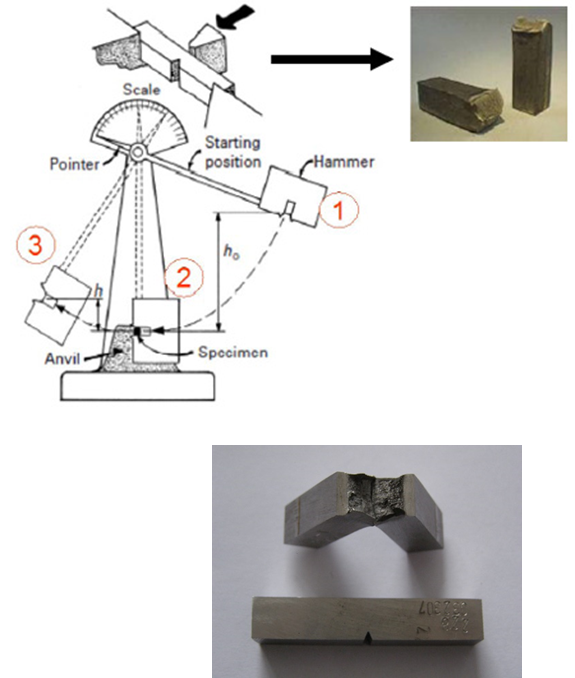 Scale
Starting
position
Pointer
Hammer
1
3
h₀
2
h
Anvil
Specimen